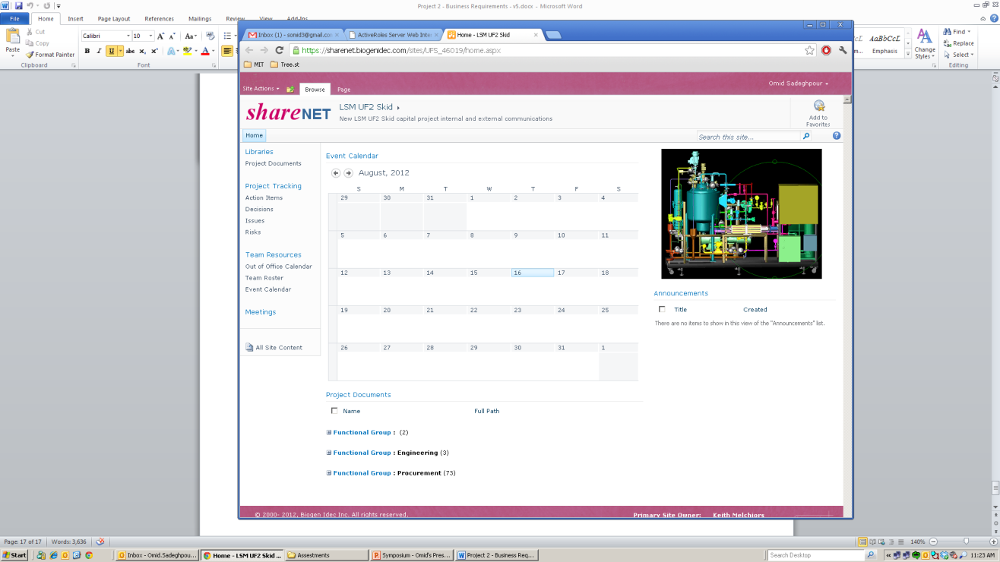 Project 2 - Business Requirements - v5.docx - Microsoft Word
File Home Insert Page Layout References Mailings Review View Add-Ins
Cut
Copy
Format Painter
Paste
Clipboard
Calibri 10
Font
AaBbCcL
Emphasis
Change Styles
Find
Replace
Select
Editing
Inbox (1) - somid3@gmail.co
ActiveRoles Server Web Inte
Home - LSM UF2 Skid
https://sharenet.biogenidec.com/sites/UFS_46019/home.aspx
MIT Tree.st
Omid Sadeghpour
Site Actions Browse Page
shareNET
LSM UF2 Skid
New LSM UF2 Skid capital project internal and external communications
Add to
Favorites
Home
Search this site...
Libraries
Project Documents
Project Tracking
Action Items
Decisions
Issues
Risks
Team Resources
Out of Office Calendar
Team Roster
Event Calendar
Meetings
All Site Content
Event Calendar
August, 2012
S M T W T F S
29 30 31 1 2 3 4
5 6 7 8 9 10 11
12 13 14 15 16 17 18
19 20 21 22 23 24 25
26 27 28 29 30 31 1
Announcements
Title Created
There are no items to show in this view of the "Announcements" list.
Project Documents
Name Full Path
Functional Group : (2)
Functional Group : Engineering (3)
Functional Group : Procurement (73)
© 2000- 2012, Biogen Idec Inc. All rights reserved.
Primary Site Owner: Keith Melchiors
Page: 17 of 17 Words: 3,636
140%
Start
Inbox - Omid.Sadeghpou...
Home - LSM UF2 Skid ...
Assestments
Symposium - Omid's Pres...
Project 2 - Business Req...
Search Desktop
11:23 AM